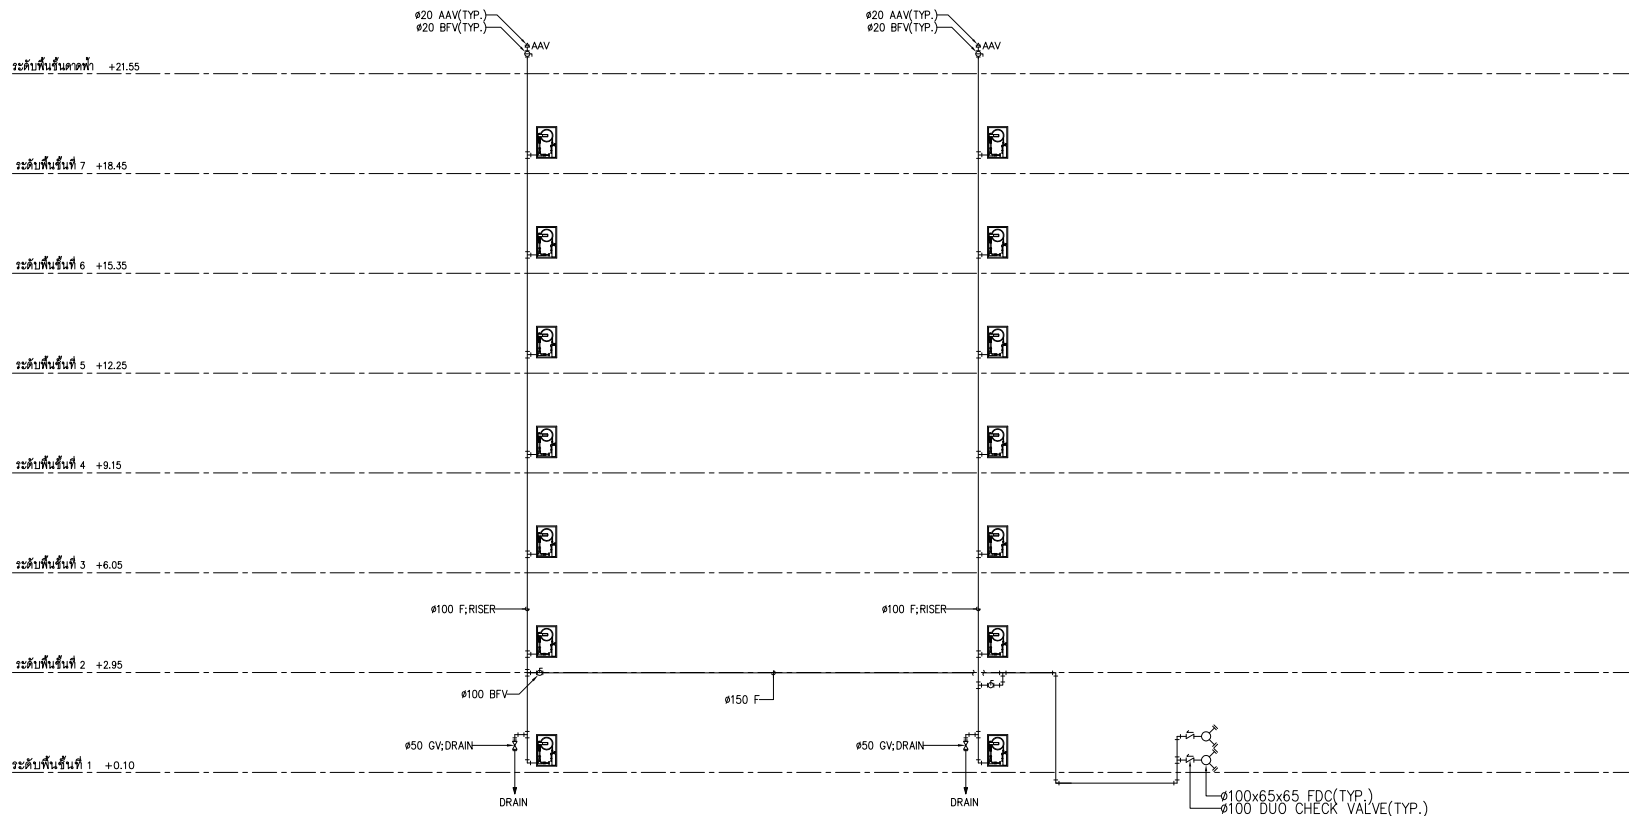 ø20 AAV(TYP.)
ø20 BFV(TYP.)
AAV
ø20 AAV(TYP.)
ø20 BFV(TYP.)
AAV
ระดับพื้นชั้นดาดฟ้า +21.55
ระดับพื้นชั้นที่ 7 +18.45
ระดับพื้นชั้นที่ 6 +15.35
ระดับพื้นชั้นที่ 5 +12.25
ระดับพื้นชั้นที่ 4 +9.15
ระดับพื้นชั้นที่ 3 +6.05
ø100 F;RISER
ø100 F;RISER
ระดับพื้นชั้นที่ 2 +2.95
ø100 BFV
ø150 F
ø50 GV;DRAIN
ø50 GV;DRAIN
ระดับพื้นชั้นที่ 1 +0.10
DRAIN
DRAIN
ø100x65x65 FDC(TYP.)
ø100 DUO CHECK VALVE(TYP.)